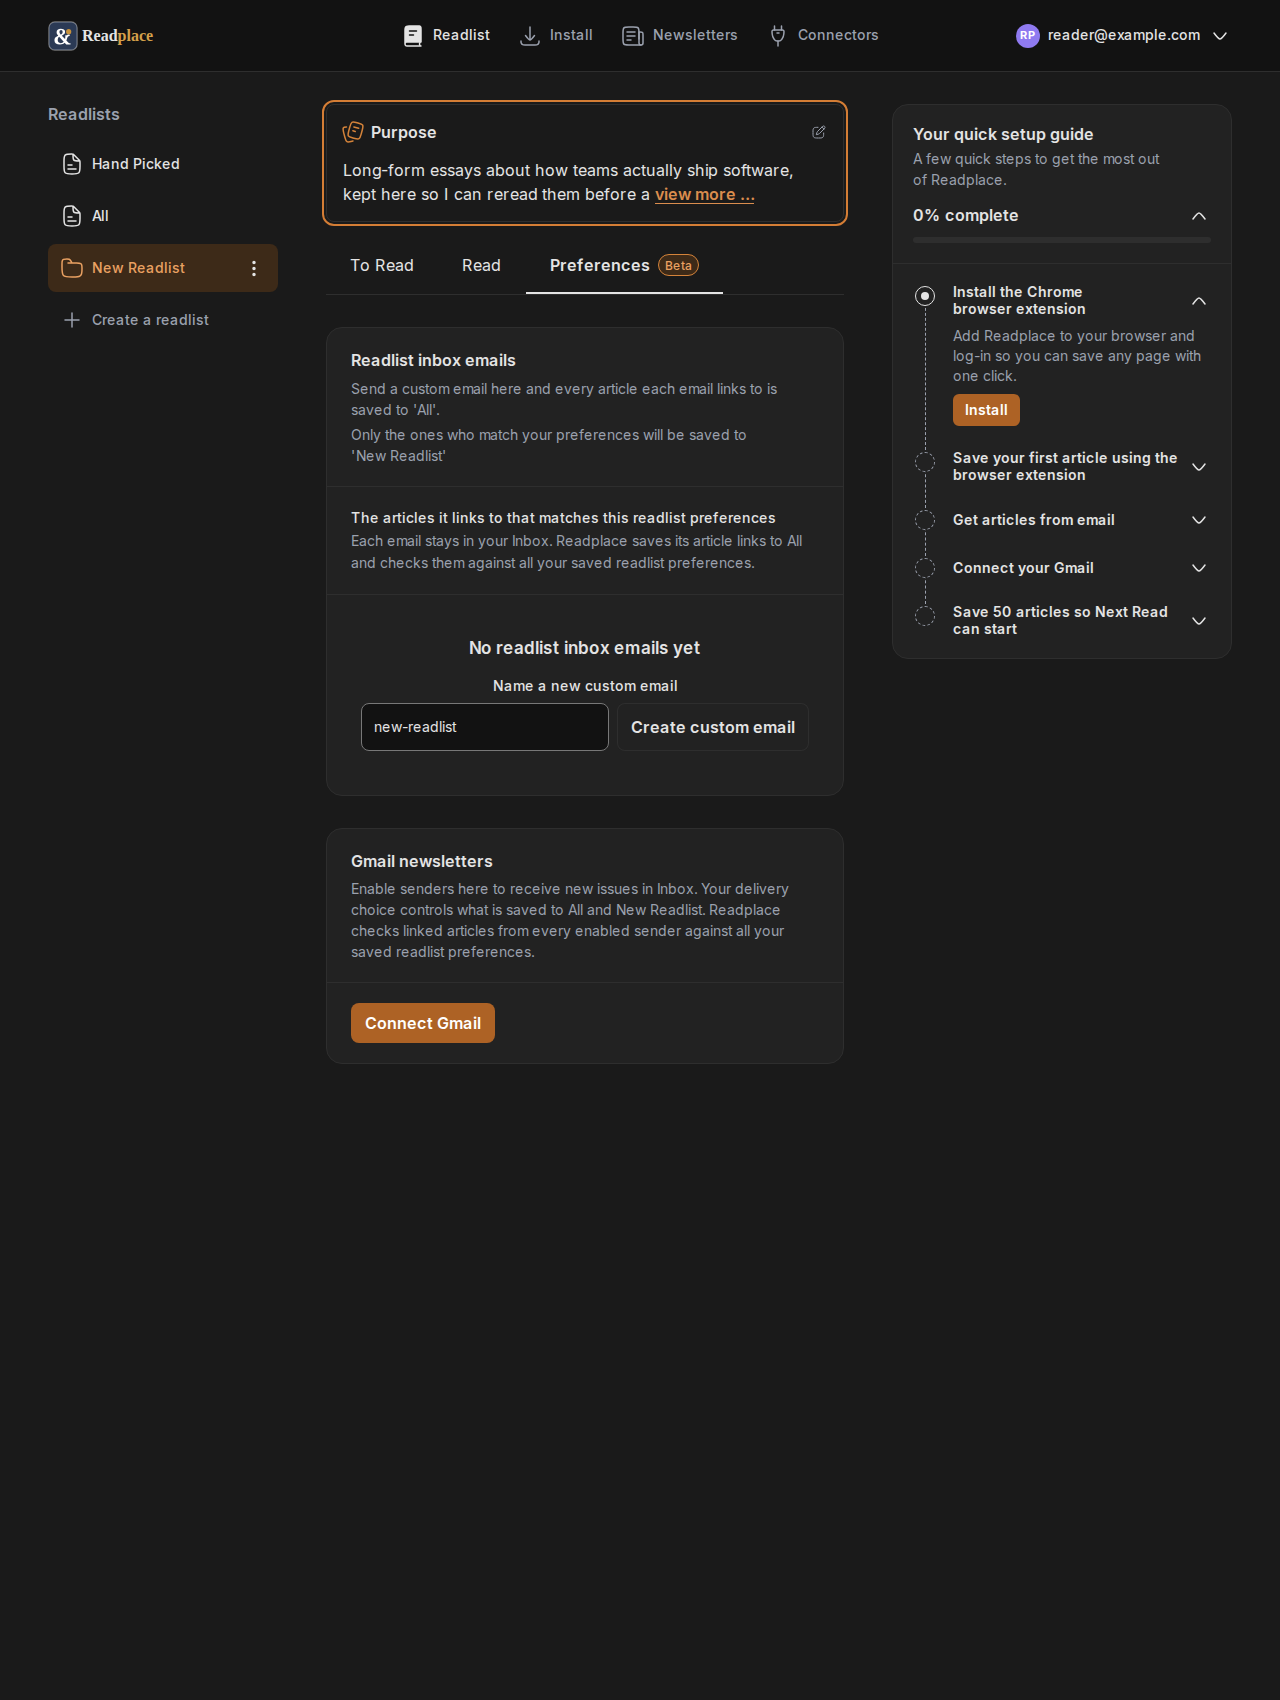 & Readplace
Readlist
Install
Newsletters
Connectors
RP
reader@example.com
Readlists
Hand Picked
All
New Readlist
Create a readlist
Purpose
Long-form essays about how teams actually ship software,
kept here so I can reread them before a view more ...
To Read
Read
Preferences Beta
Readlist inbox emails
Send a custom email here and every article each email links to is
saved to 'All'.
Only the ones who match your preferences will be saved to
'New Readlist'
The articles it links to that matches this readlist preferences
Each email stays in your Inbox. Readplace saves its article links to All
and checks them against all your saved readlist preferences.
No readlist inbox emails yet
Name a new custom email
new-readlist
Create custom email
Gmail newsletters
Enable senders here to receive new issues in Inbox. Your delivery
choice controls what is saved to All and New Readlist. Readplace
checks linked articles from every enabled sender against all your
saved readlist preferences.
Connect Gmail
Your quick setup guide
A few quick steps to get the most out
of Readplace.
0% complete
Install the Chrome
browser extension
Add Readplace to your browser and
log-in so you can save any page with
one click.
Install
Save your first article using the
browser extension
Get articles from email
Connect your Gmail
Save 50 articles so Next Read
can start